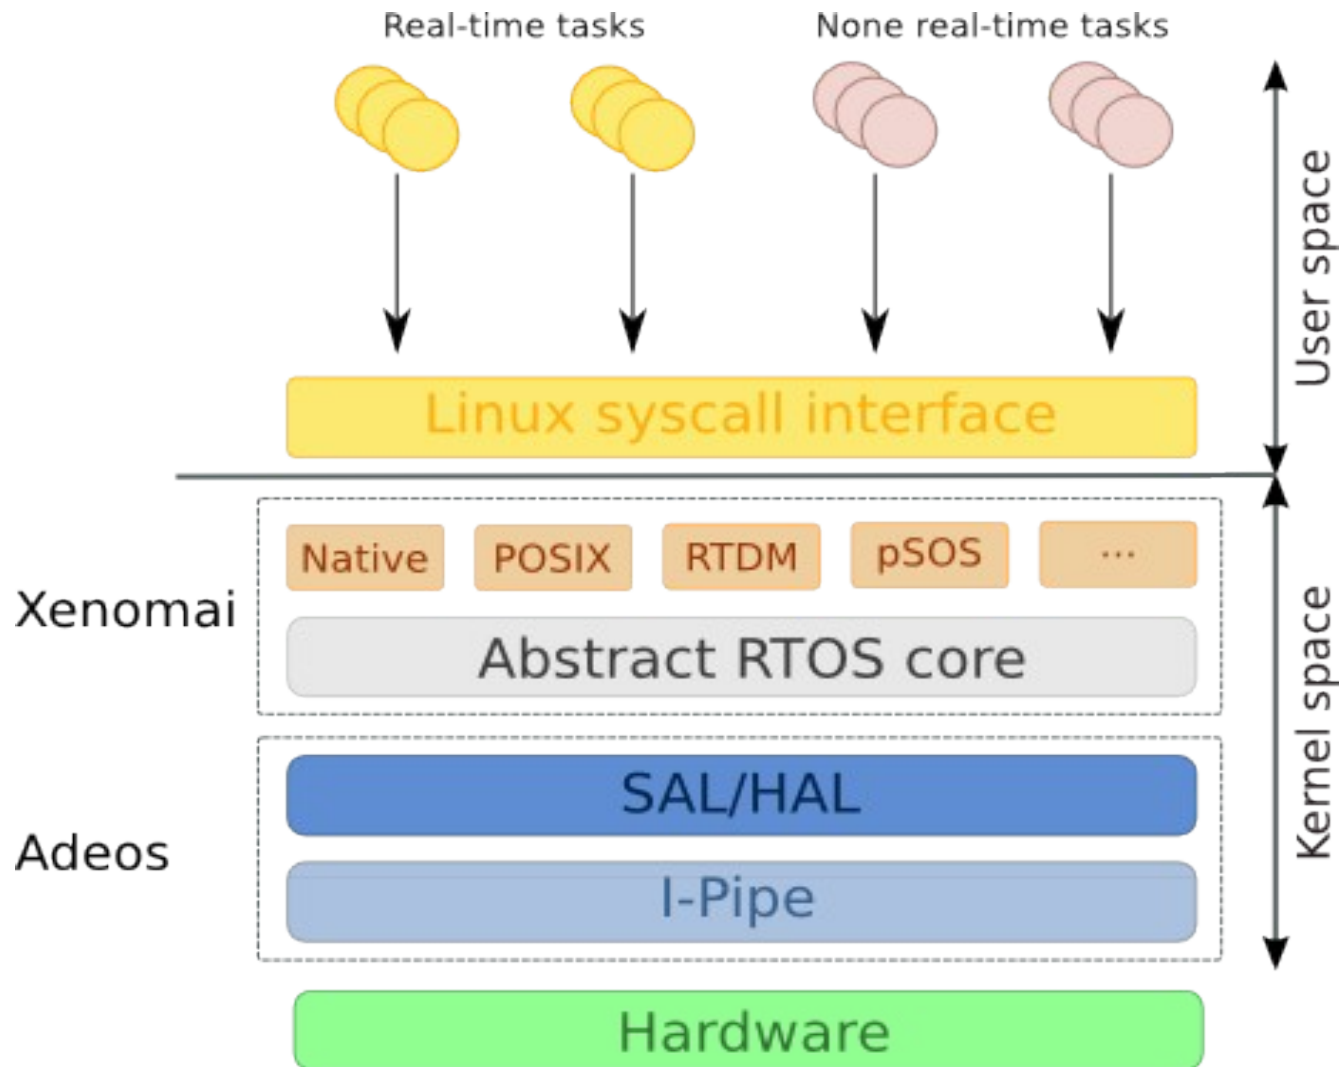 Real-time tasks
None real-time tasks
User space
Linux syscall interface
Xenomai
Native
POSIX
RTDM
pSOS
...
Abstract RTOS core
Kernel space
Adeos
SAL/HAL
I-Pipe
Hardware